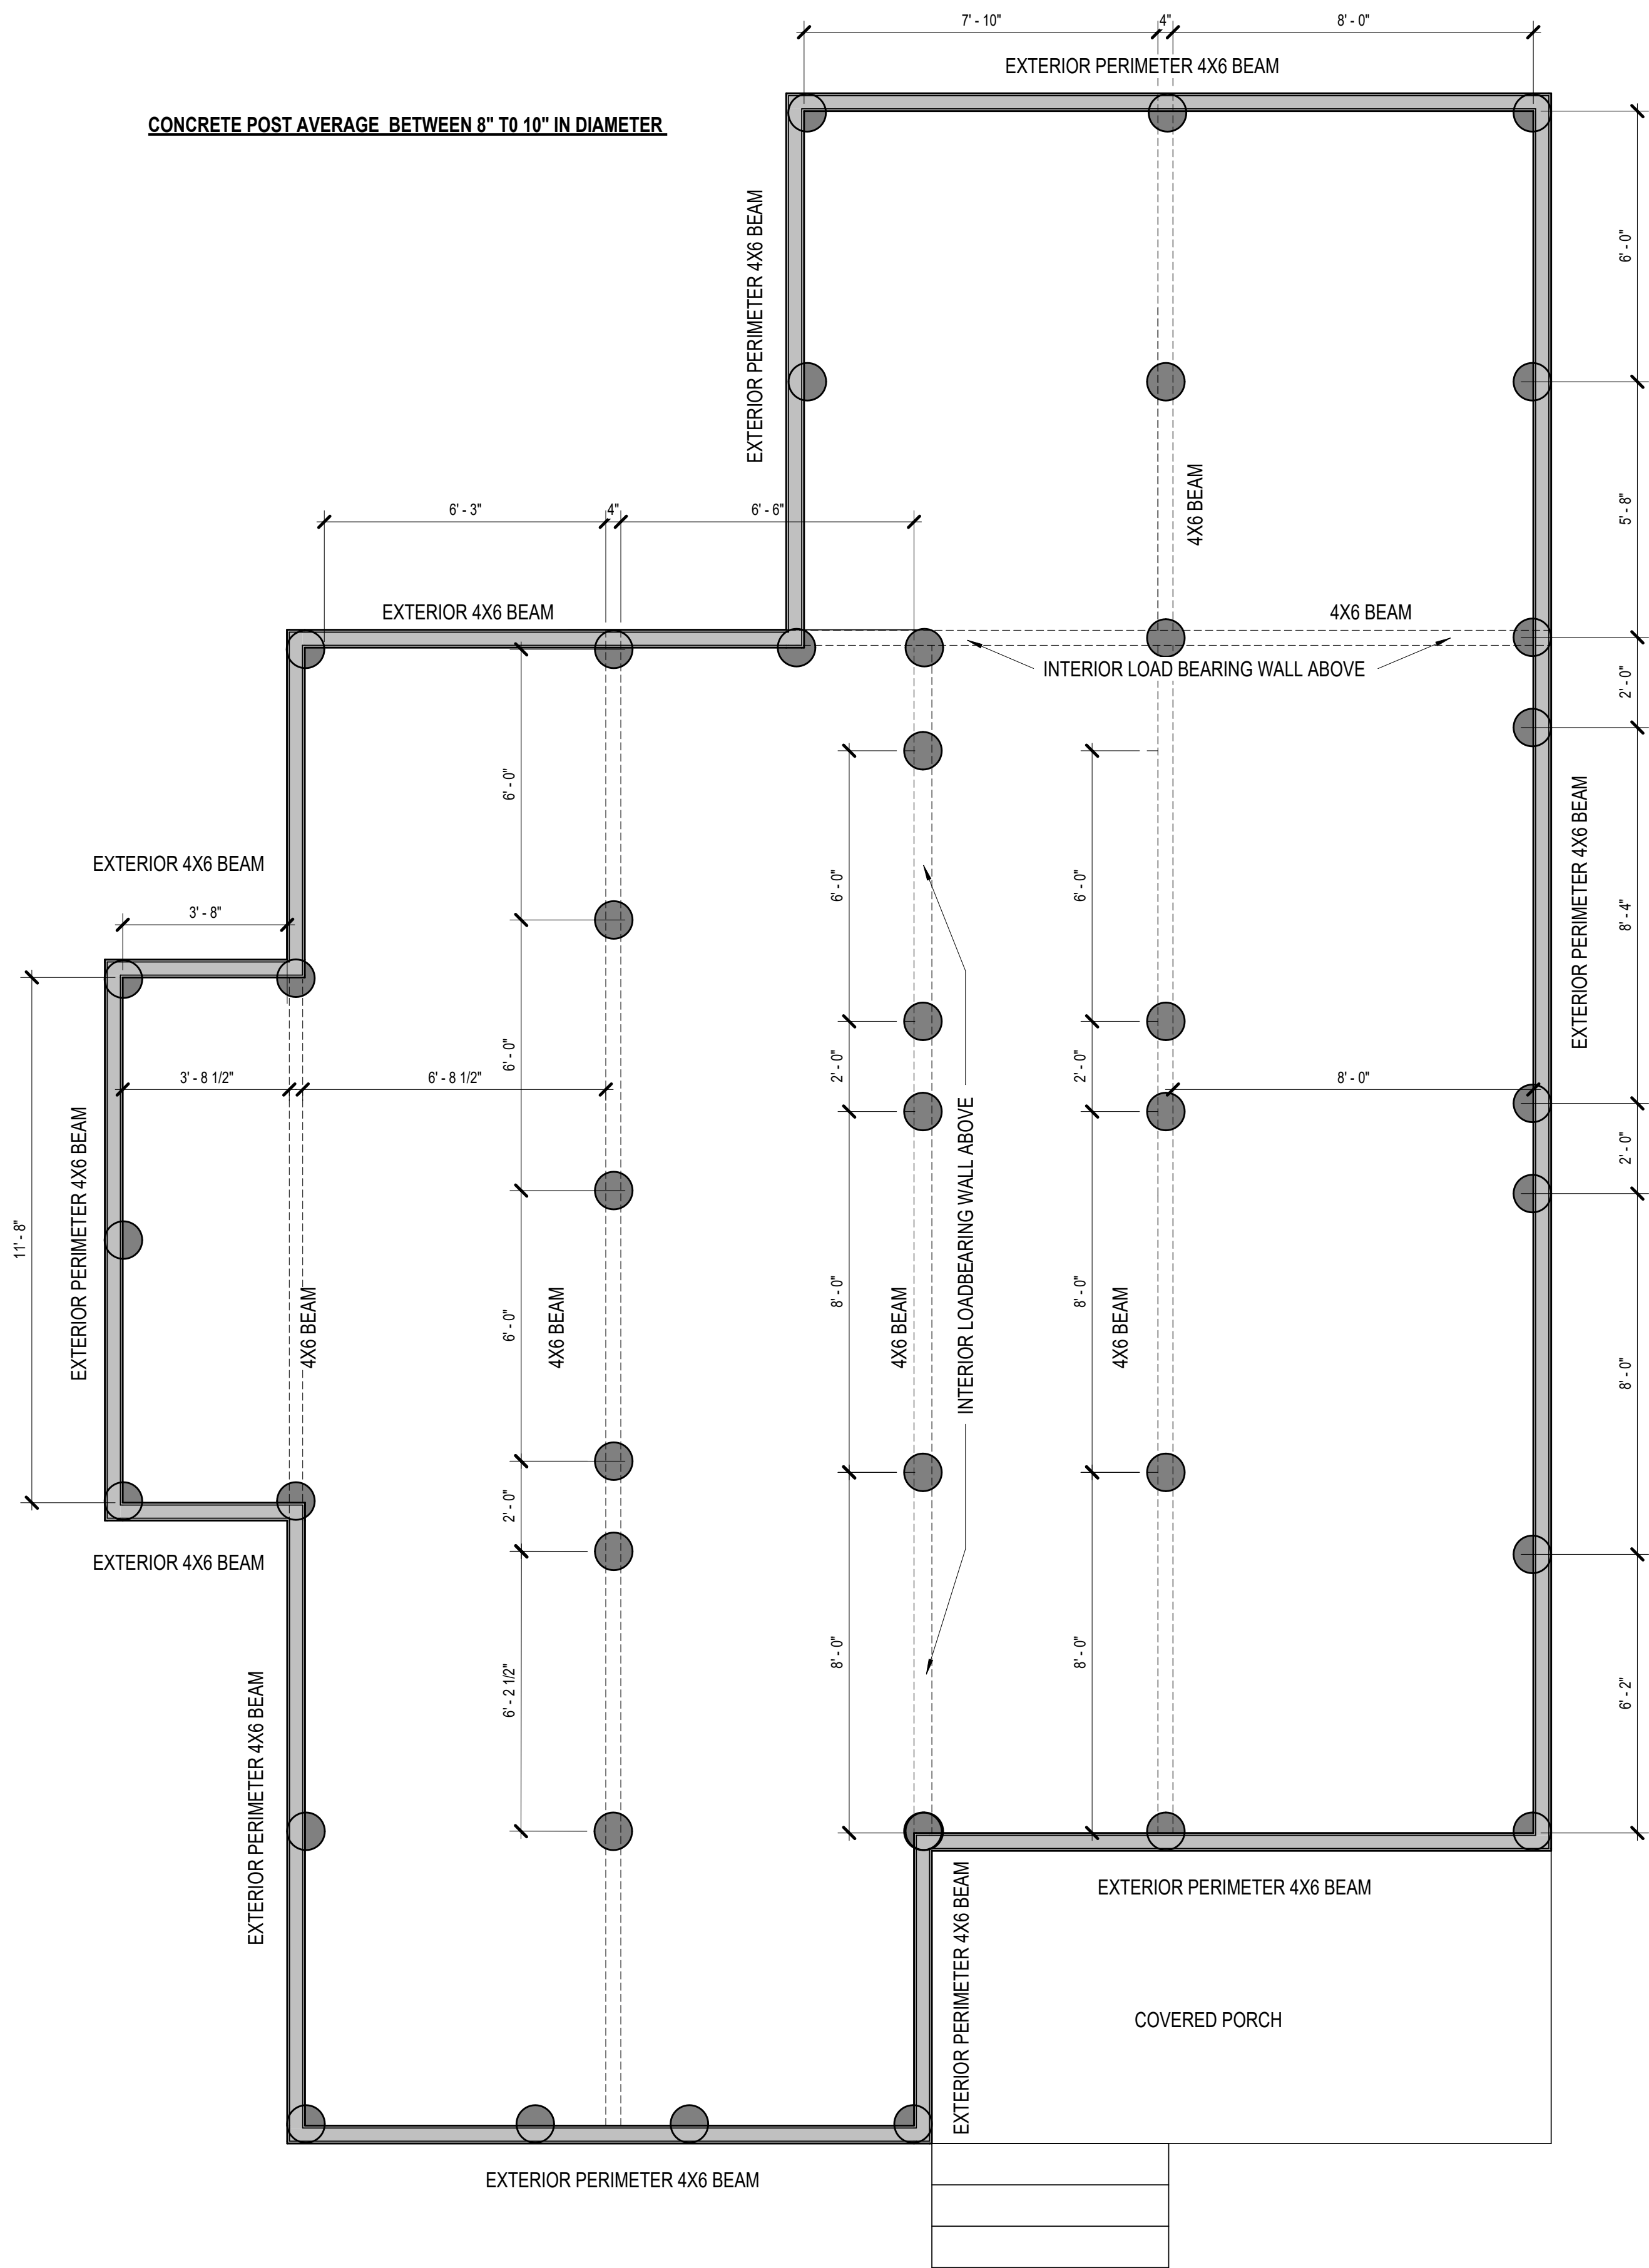 7' - 10"
4"
8' - 0"
EXTERIOR PERIMETER 4X6 BEAM
CONCRETE POST AVERAGE BETWEEN 8" T0 10" IN DIAMETER
EXTERIOR PERIMETER 4X6 BEAM
6' - 0"
4X6 BEAM
5' - 8"
6' - 3"
4"
6' - 6"
EXTERIOR 4X6 BEAM
4X6 BEAM
INTERIOR LOAD BEARING WALL ABOVE
2' - 0"
6' - 0"
EXTERIOR 4X6 BEAM
6' - 0"
6' - 0"
EXTERIOR PERIMETER 4X6 BEAM
8' - 4"
3' - 8"
6' - 0"
2' - 0"
2' - 0"
3' - 8 1/2"
6' - 8 1/2"
8' - 0"
2' - 0"
11' - 8"
EXTERIOR PERIMETER 4X6 BEAM
4X6 BEAM
6' - 0"
4X6 BEAM
8' - 0"
4X6 BEAM
INTERIOR LOADBEARING WALL ABOVE
8' - 0"
4X6 BEAM
8' - 0"
2' - 0"
EXTERIOR 4X6 BEAM
EXTERIOR PERIMETER 4X6 BEAM
6' - 2 1/2"
8' - 0"
8' - 0"
6' - 2"
EXTERIOR PERIMETER 4X6 BEAM
EXTERIOR PERIMETER 4X6 BEAM
COVERED PORCH
EXTERIOR PERIMETER 4X6 BEAM